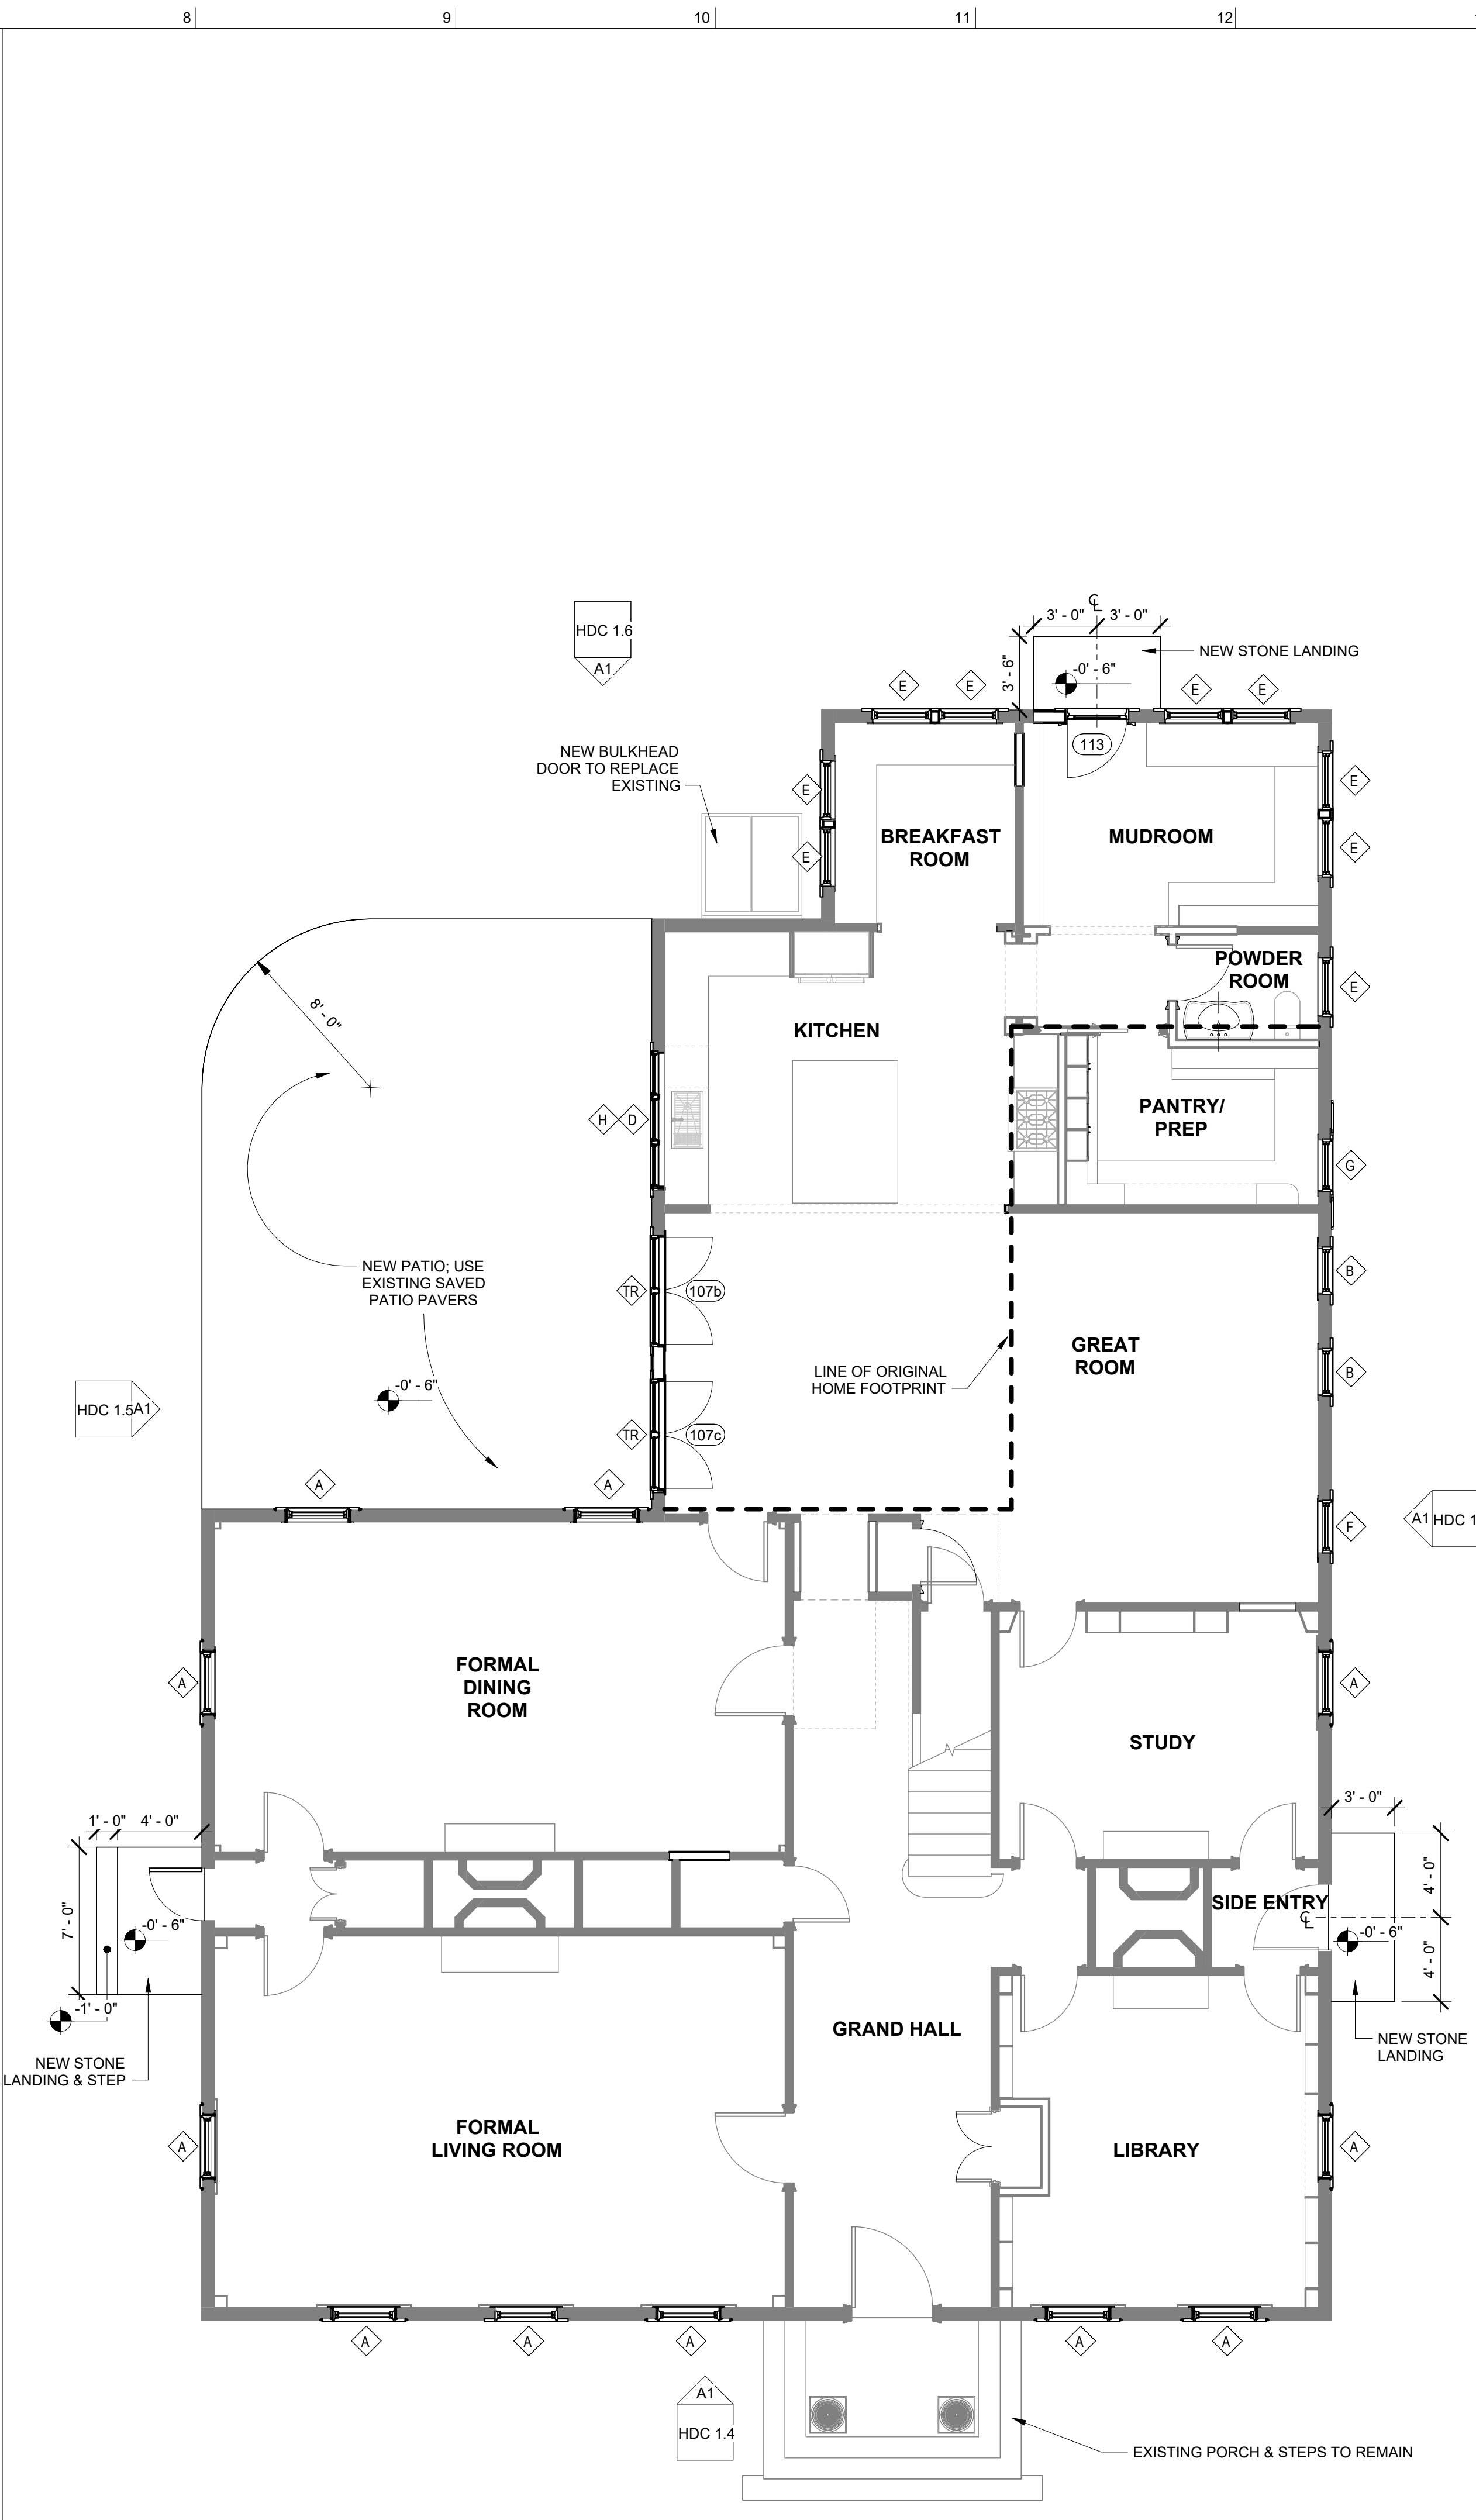 8
9
10
11
12
HDC 1.6
A1
3' - 0"
℄
3' - 0"
3' - 6"
-0' - 6"
NEW STONE LANDING
E
E
E
E
113
NEW BULKHEAD
DOOR TO REPLACE
EXISTING
E
E
E
E
BREAKFAST
ROOM
MUDROOM
POWDER
ROOM
E
8' - 0"
KITCHEN
H
D
PANTRY/
PREP
G
NEW PATIO; USE
EXISTING SAVED
PATIO PAVERS
TR
107b
B
LINE OF ORIGINAL
HOME FOOTPRINT
GREAT
ROOM
B
HDC 1.5
A1
-0' - 6"
TR
107c
A
A
F
A1
HDC 1
FORMAL
DINING
ROOM
A
A
STUDY
1' - 0"
4' - 0"
3' - 0"
7' - 0"
-0' - 6"
-1' - 0"
SIDE ENTRY
℄
-0' - 6"
4' - 0"
4' - 0"
NEW STONE
LANDING & STEP
GRAND HALL
NEW STONE
LANDING
FORMAL
LIVING ROOM
LIBRARY
A
A
A
A
A
A
A
A1
HDC 1.4
EXISTING PORCH & STEPS TO REMAIN